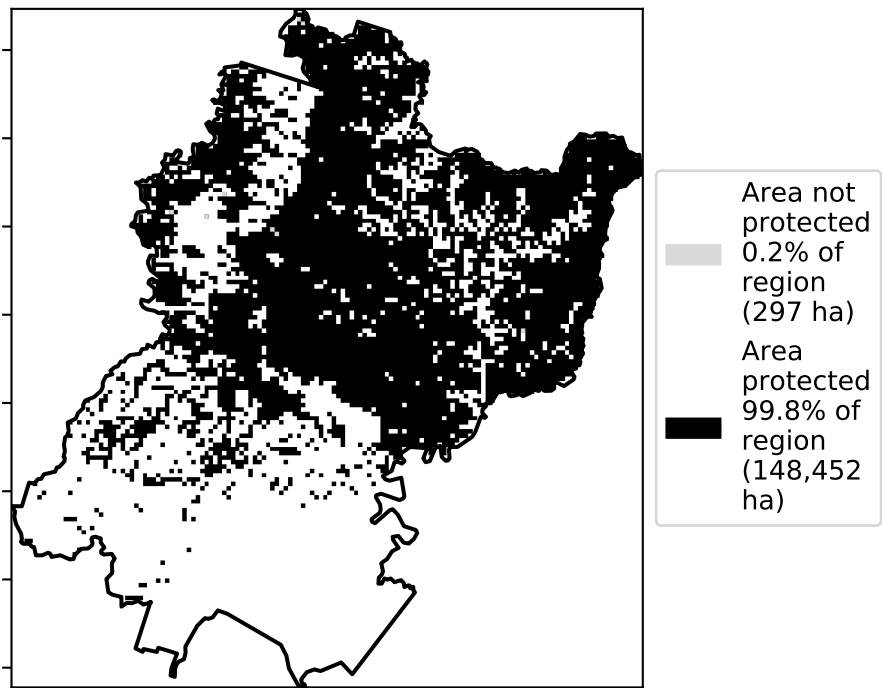 Area not
protected
0.2% of
region
(297 ha)
Area
protected
99.8% of
region
(148,452
ha)